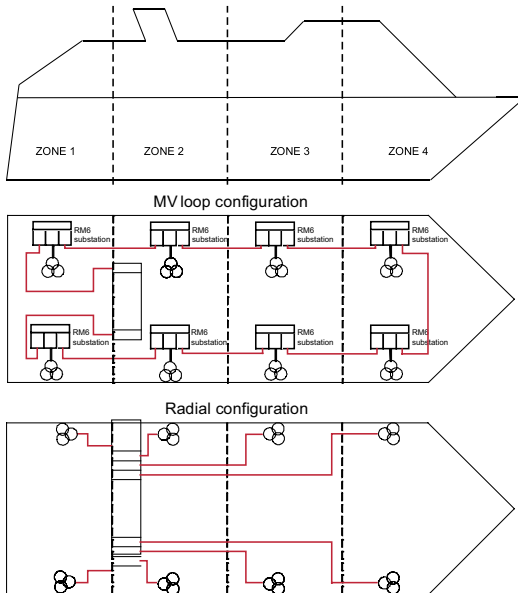 ZONE 1 ZONE 2 ZONE 3 ZONE 4
MV loop configuration
RM6 RM6 RM6 RM6
substation substation substation substation
RM6 RM6 RM6 RM6
substation substation substation substation
Radial configuration